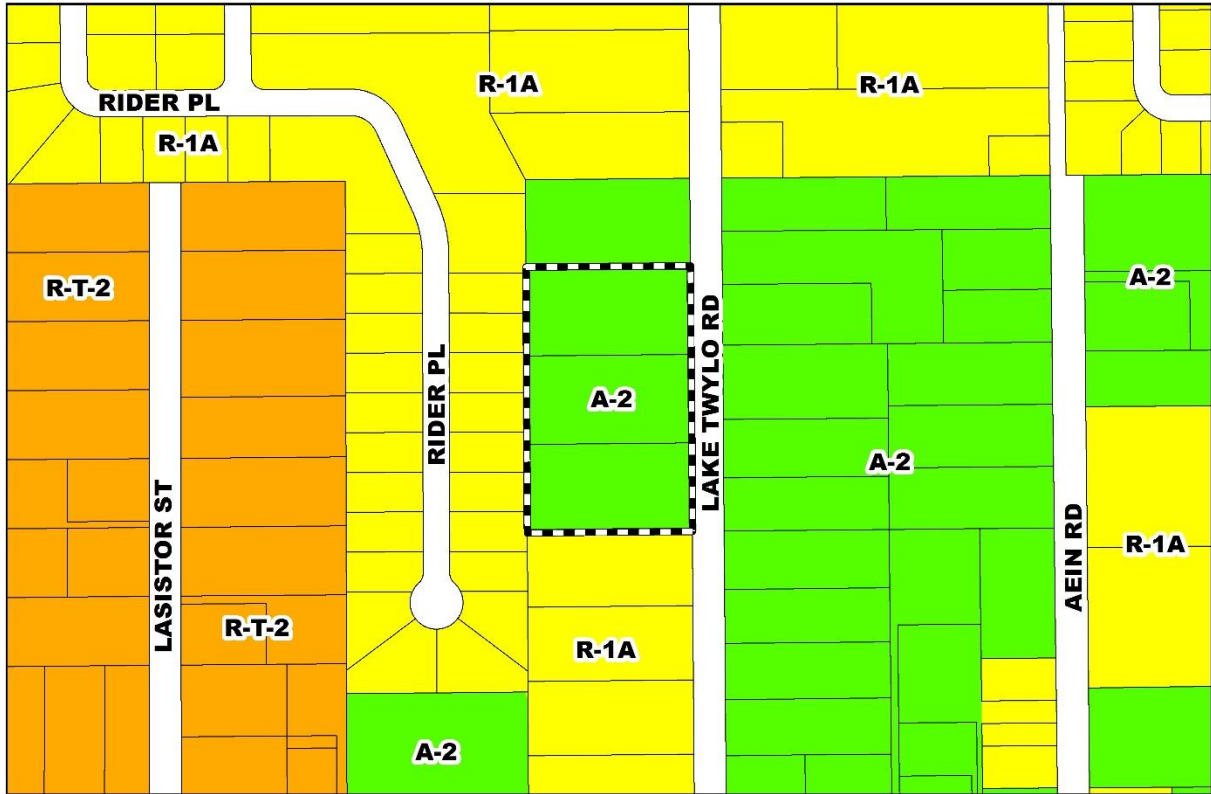 R-1A
R-1A
RIDER PL
R-1A
R-T-2
A-2
LAKE TWYLO RD
RIDER PL
A-2
A-2
LASISTOR ST
AEIN RD
R-1A
R-T-2
R-1A
A-2